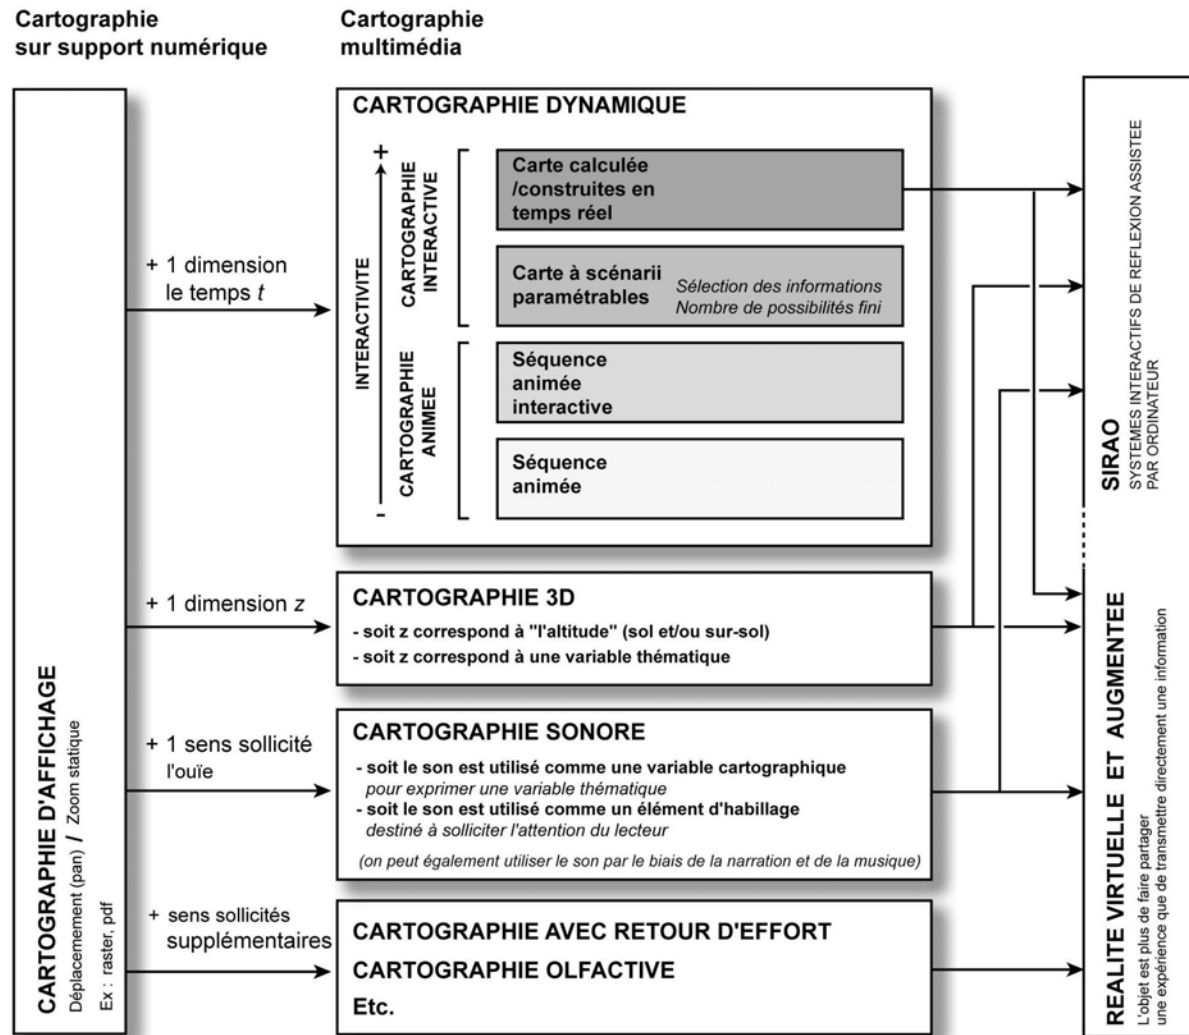 Cartographie
sur support numérique
Cartographie
multimédia
CARTOGRAPHIE D'AFFICHAGE
Déplacemement (pan) / Zoom statique
Ex : raster, pdf
+ 1 dimension
le temps t
+ 1 dimension z
+ 1 sens sollicité
l'ouïe
+ sens sollicités
supplémentaires
CARTOGRAPHIE DYNAMIQUE
+
INTERACTIVITE
-
CARTOGRAPHIE
INTERACTIVE
CARTOGRAPHIE
ANIMEE
Carte calculée
/construites en
temps réel
Carte à scénarii
paramétrables
Sélection des informations
Nombre de possibilités fini
Séquence
animée
interactive
Séquence
animée
CARTOGRAPHIE 3D
- soit z correspond à "l'altitude" (sol et/ou sur-sol)
- soit z correspond à une variable thématique
CARTOGRAPHIE SONORE
- soit le son est utilisé comme une variable cartographique
pour exprimer une variable thématique
- soit le son est utilisé comme un élément d'habillage
destiné à solliciter l'attention du lecteur
(on peut également utiliser le son par le biais de la narration et de la musique)
CARTOGRAPHIE AVEC RETOUR D'EFFORT
CARTOGRAPHIE OLFACTIVE
Etc.
SIRAO
SYSTEMES INTERACTIFS DE REFLEXION ASSISTEE
PAR ORDINATEUR
REALITE VIRTUELLE ET AUGMENTEE
L'objet est plus de faire partager
une expérience que de transmettre directement une information